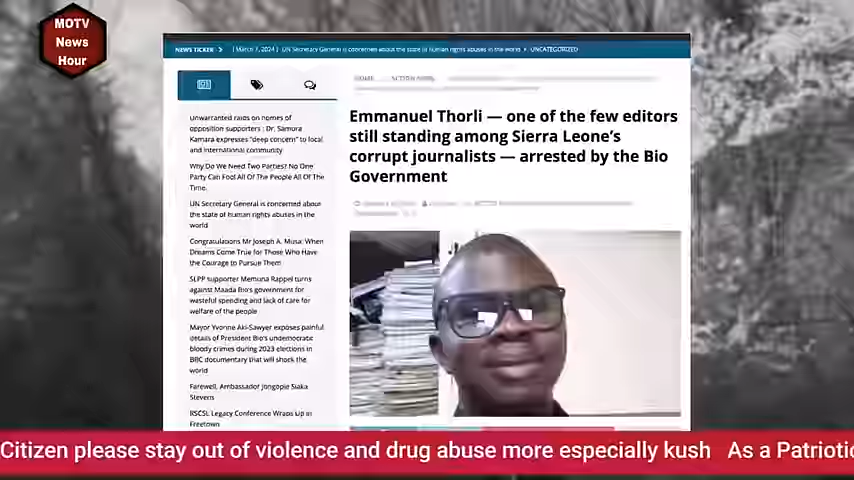 MOTV
News
Hour
NEWS TICKER
[ March 7, 2024 ] UN Secretary General is concerned about the state of human rights abuses in the world
UNCATEGORIZED
Unwarranted raids on homes of
opposition supporters : Dr. Samura
Kamara expresses "deep concern" to local
and international community
Why Do We Need Two Parties? No One
Party Can Fool All Of The People All Of The
Time.
UN Secretary General is concerned about
the state of human rights abuses in the
world
Congratulations Mr Joseph A. Musa: When
Dreams Come True for Those Who Have
the Courage to Pursue Them
SLPP supporter Memuna Rappel turns
against Maada Bio's government for
wasteful spending and lack of care for
welfare of the people
Mayor Yvonne Aki-Sawyer exposes painful
details of President Bio's undemocratic
bloody crimes during 2023 elections in
BBC documentary that will shock the
world
Farewell, Ambassador Jongopie Siaka
Stevens
RSCSL Legacy Conference Wraps Up in
Freetown
HOME
Emmanuel Thorli — one of the few editors
still standing among Sierra Leone's
corrupt journalists — arrested by the Bio
Government
Citizen please stay out of violence and drug abuse more especially kush As a Patriotic